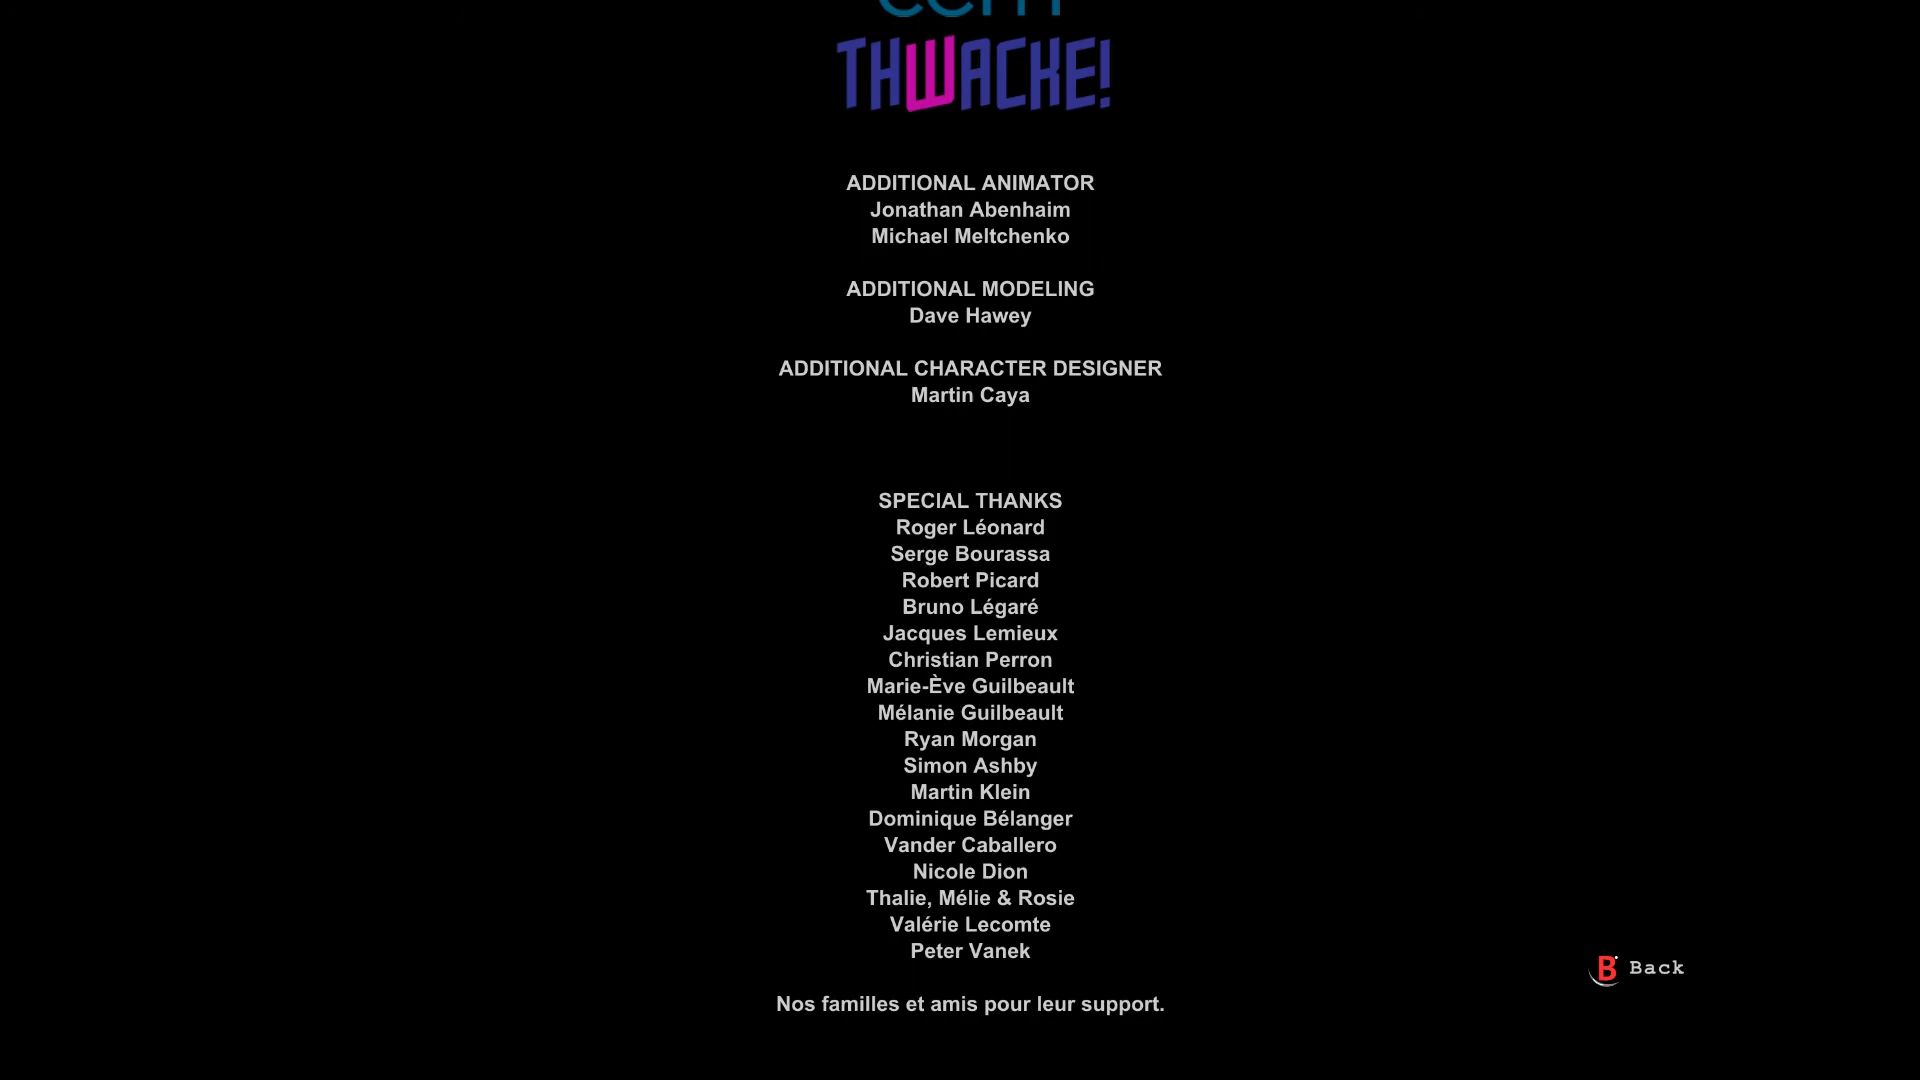 THWACKE!
ADDITIONAL ANIMATOR
Jonathan Abenhaim
Michael Meltchenko
ADDITIONAL MODELING
Dave Hawey
ADDITIONAL CHARACTER DESIGNER
Martin Caya
SPECIAL THANKS
Roger Léonard
Serge Bourassa
Robert Picard
Bruno Légaré
Jacques Lemieux
Christian Perron
Marie-Ève Guilbeault
Mélanie Guilbeault
Ryan Morgan
Simon Ashby
Martin Klein
Dominique Bélanger
Vander Caballero
Nicole Dion
Thalie, Mélie & Rosie
Valérie Lecomte
Peter Vanek
B Back
Nos familles et amis pour leur support.